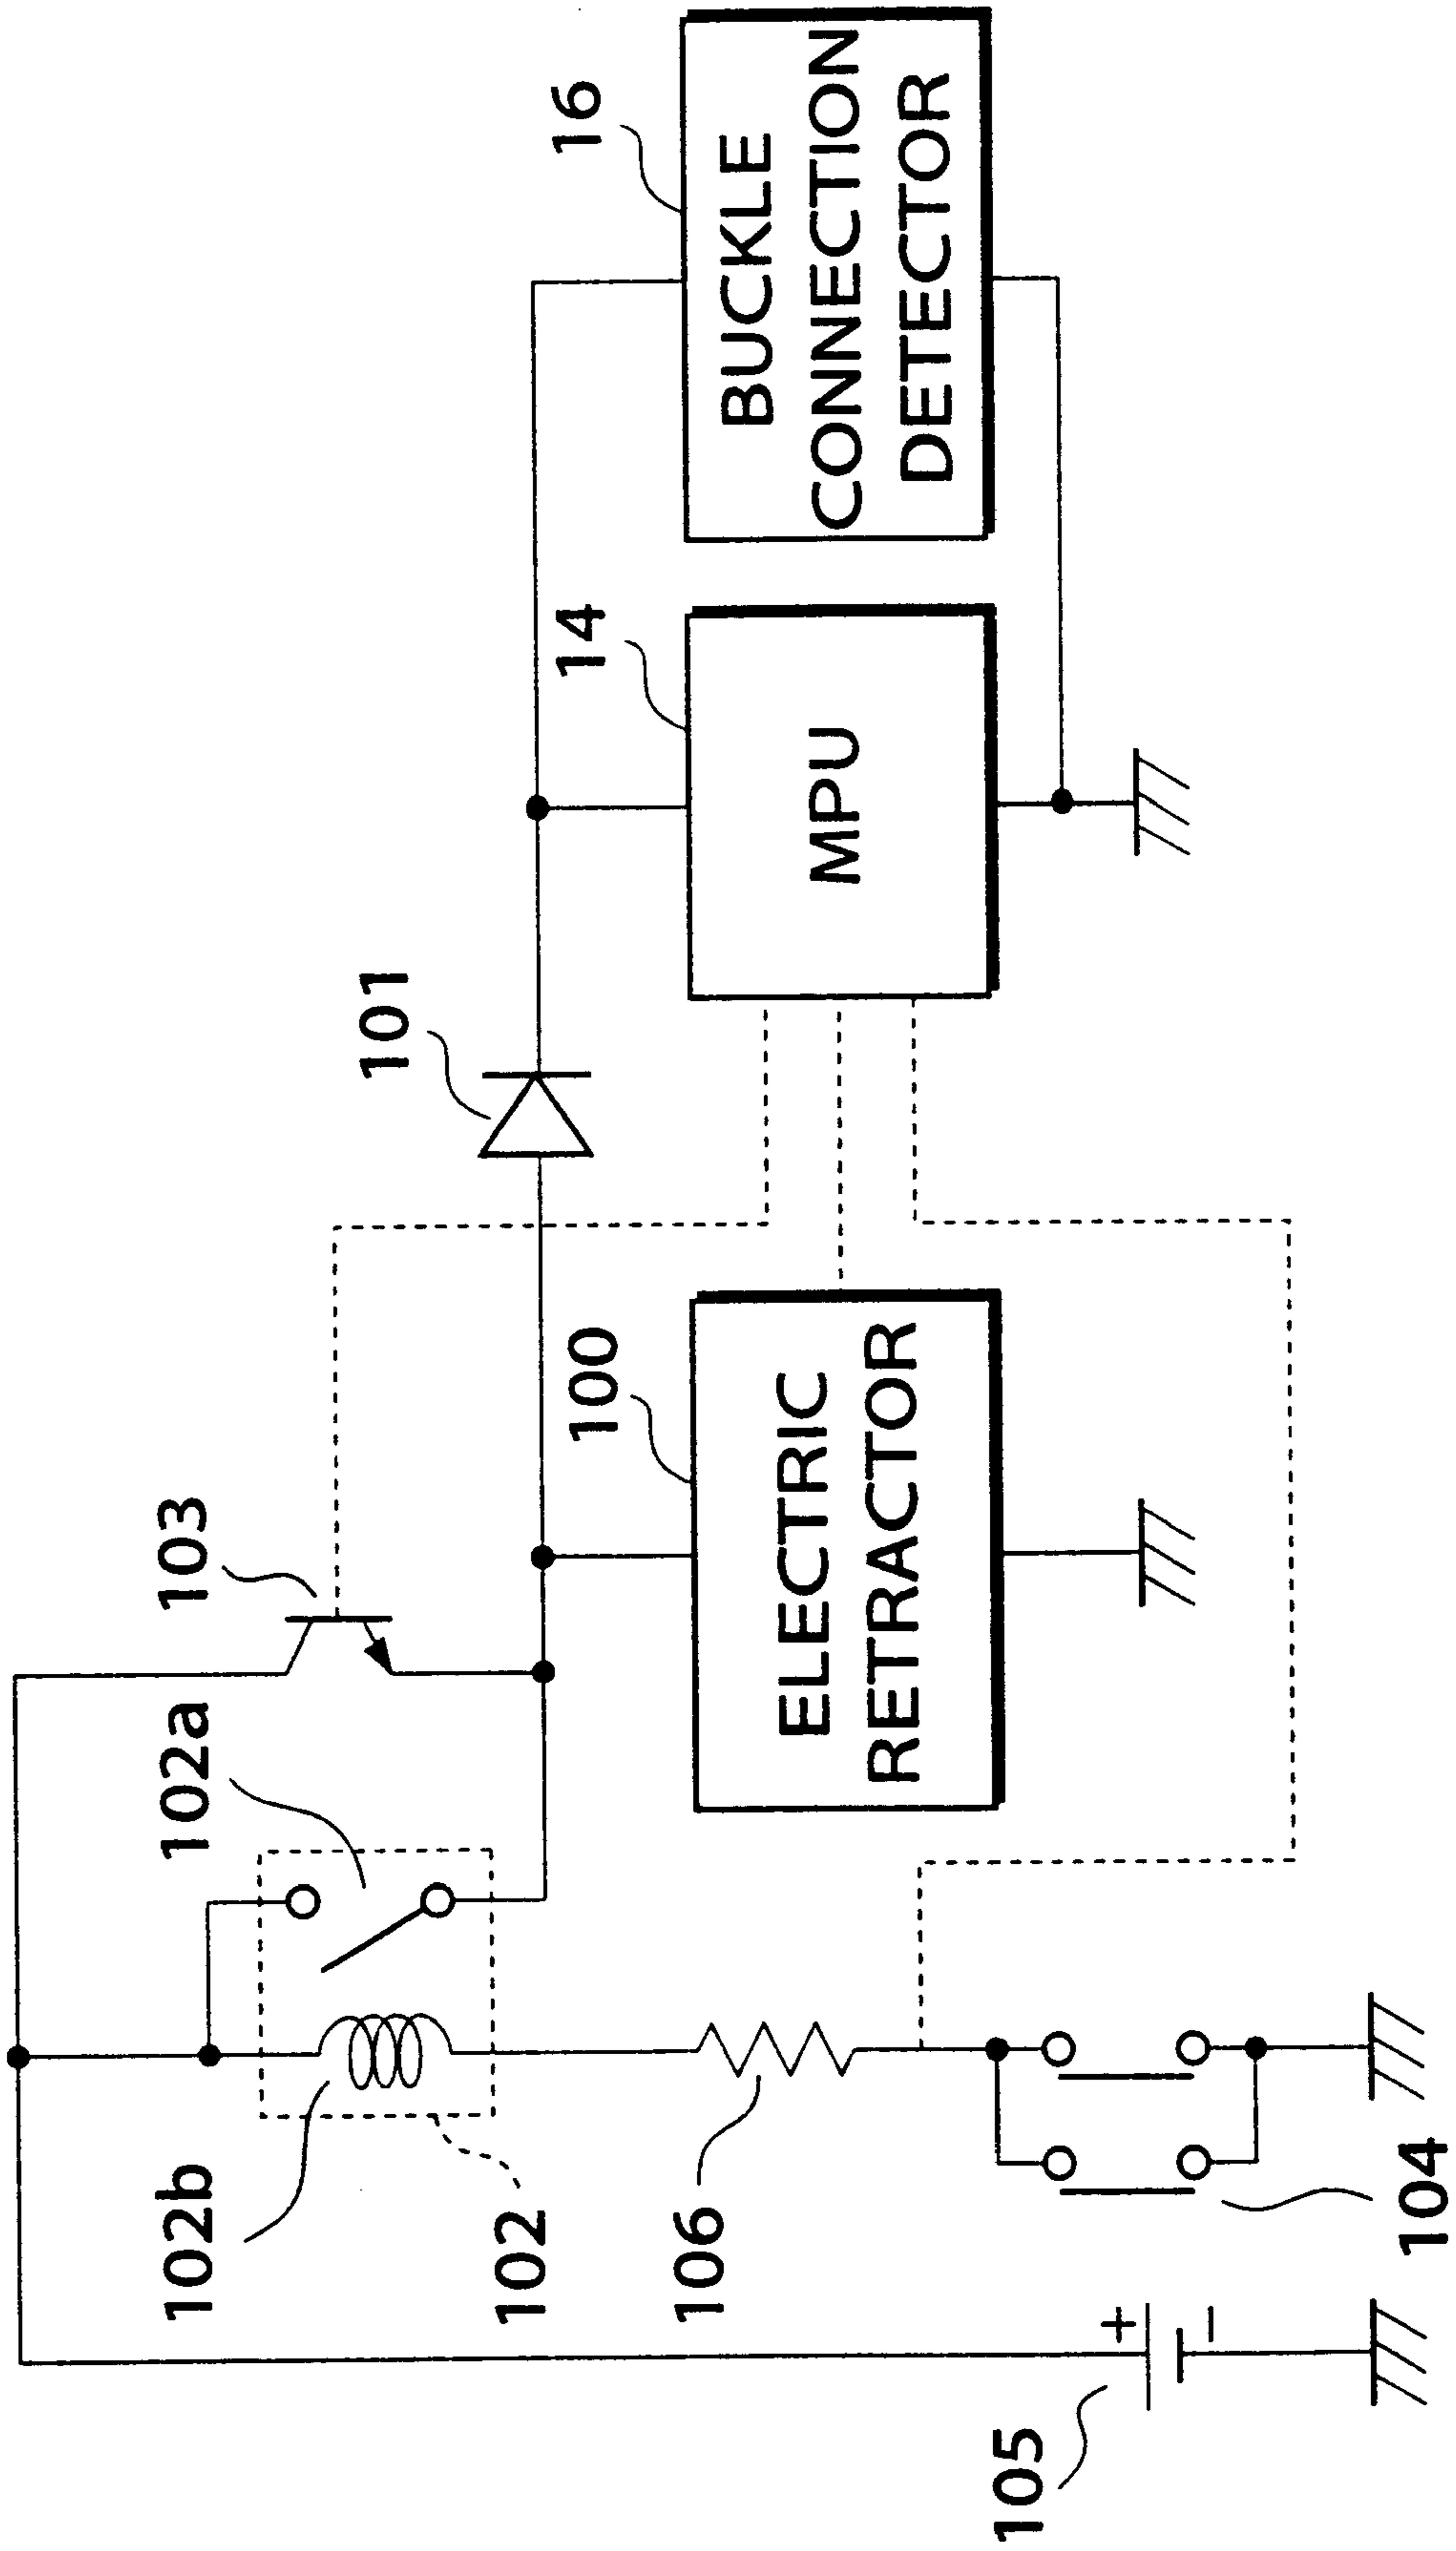 102b
102
102a
103
101
105
+
−
106
104
100
ELECTRIC
RETRACTOR
14
MPU
16
BUCKLE
CONNECTION
DETECTOR